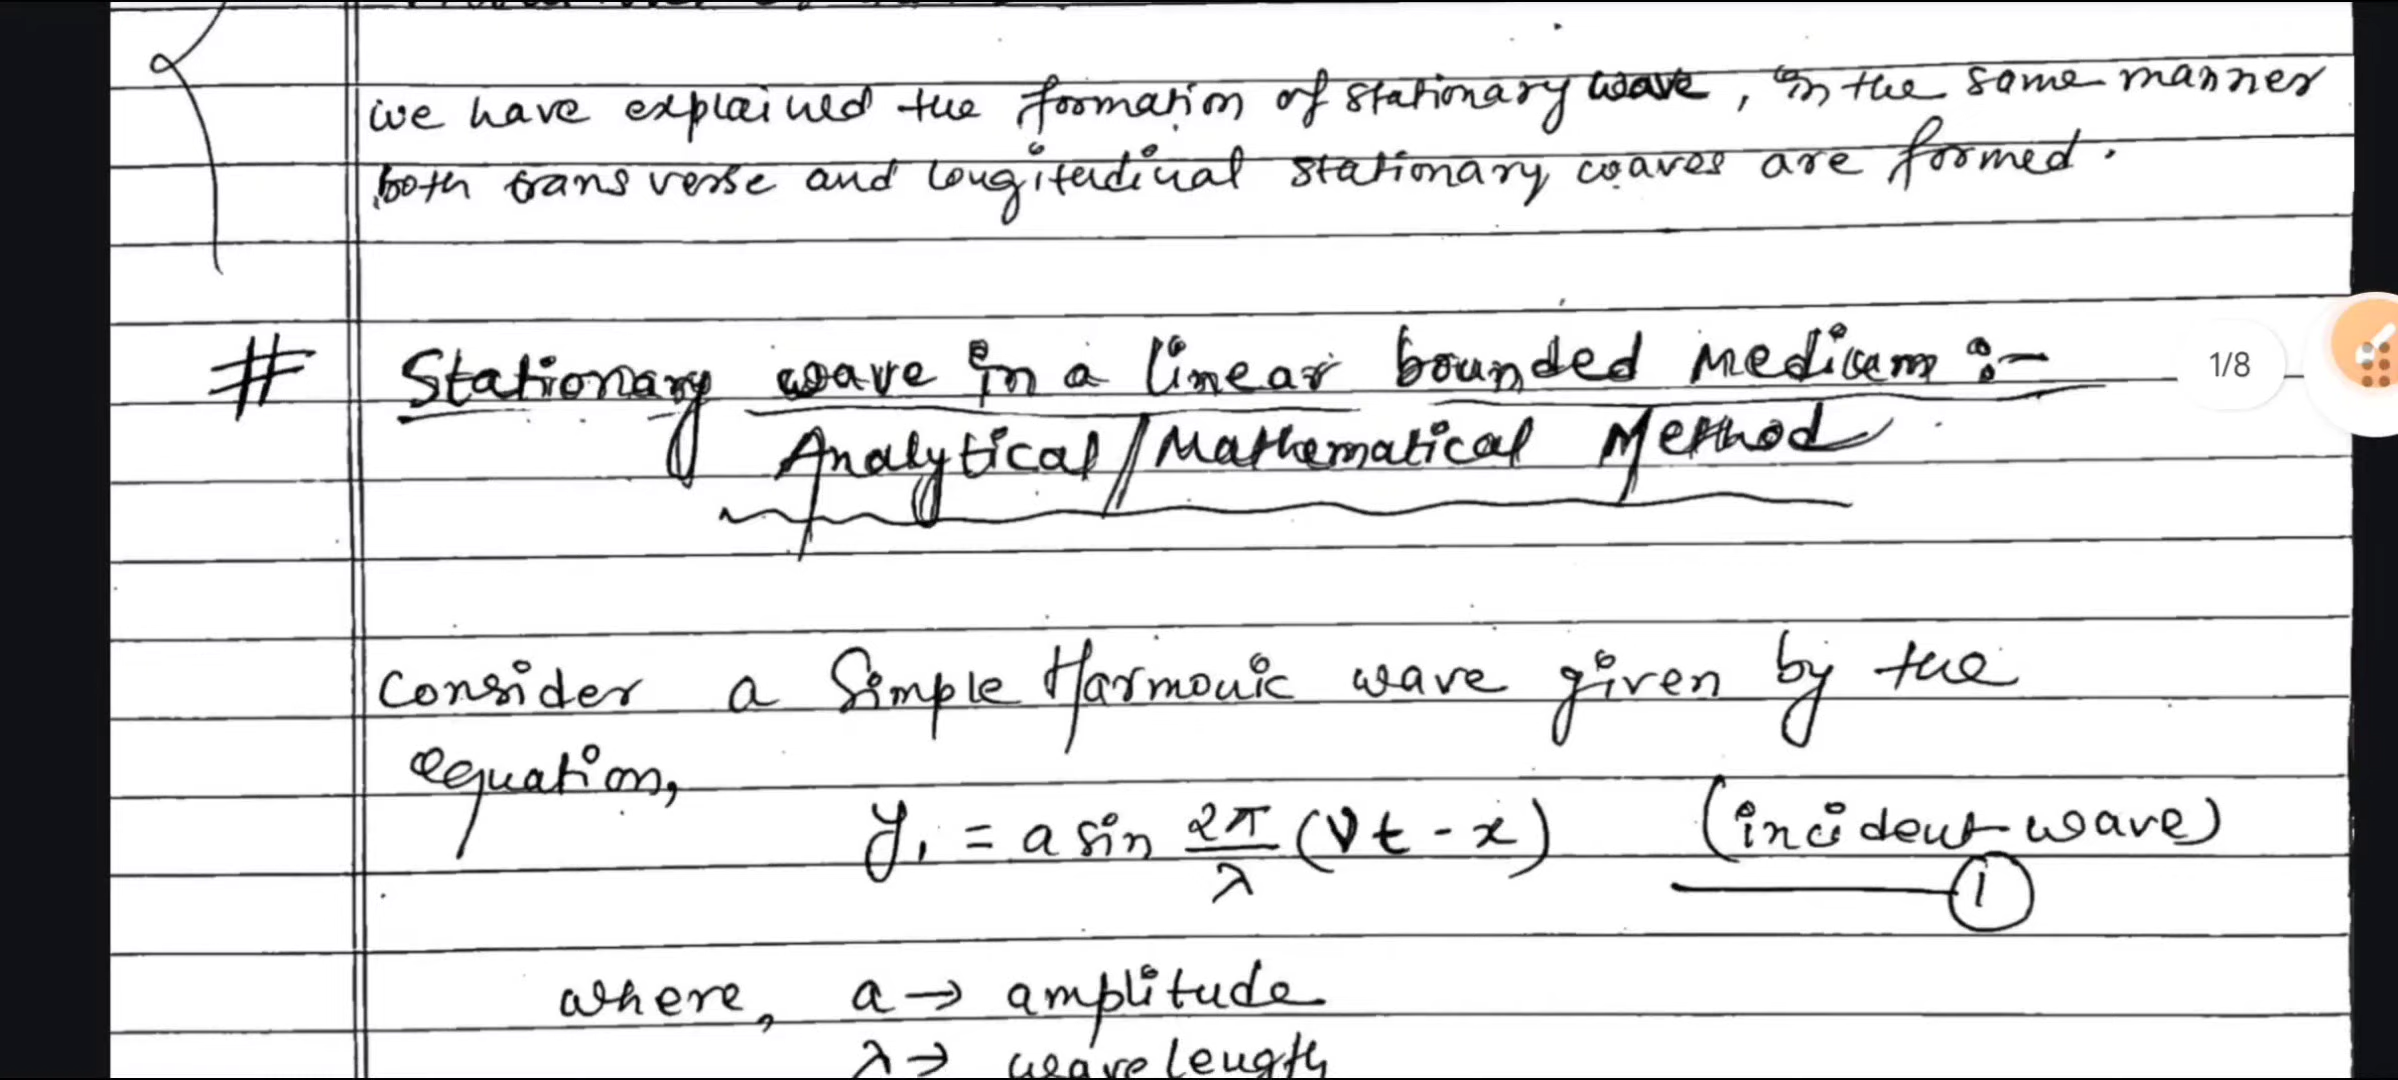 we have explained the formation of stationary wave, in the same manner
both transverse and longitudinal stationary waves are formed.
# Stationary wave in a linear bounded medium :-
1/8
Analytical/Mathematical Method
consider a Simple Harmonic wave given by the
equation,
y₁ = a sin 2π/λ (vt - x) (incident wave)
①
where, a → amplitude
λ → wavelength